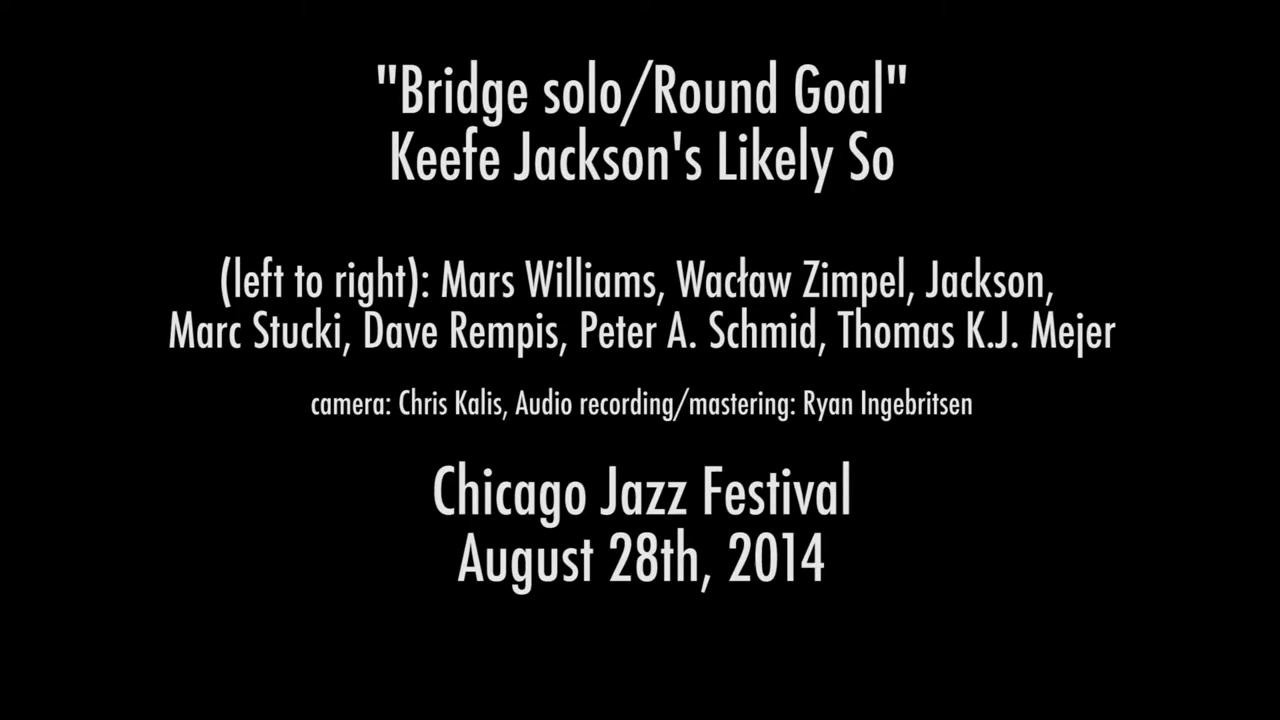 "Bridge solo/Round Goal"
Keefe Jackson's Likely So
(left to right): Mars Williams, Wacław Zimpel, Jackson,
Marc Stucki, Dave Rempis, Peter A. Schmid, Thomas K.J. Mejer
camera: Chris Kalis, Audio recording/mastering: Ryan Ingebritsen
Chicago Jazz Festival
August 28th, 2014